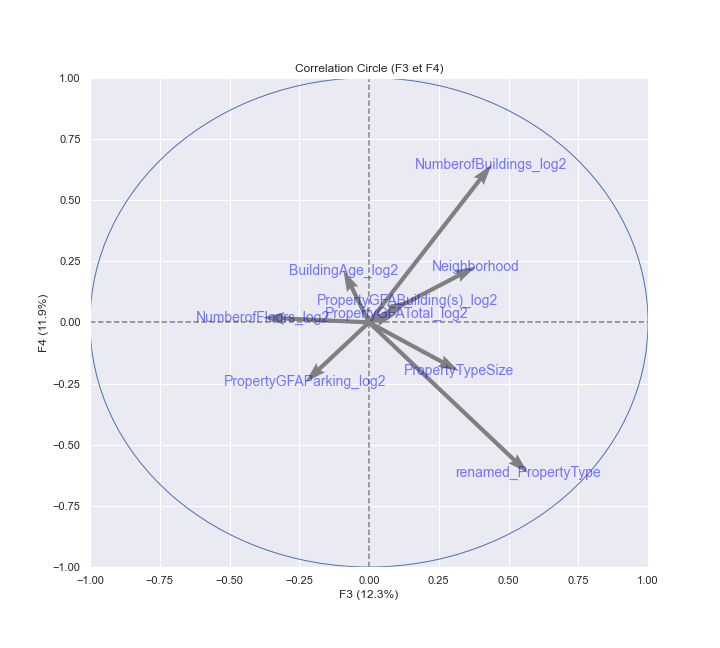 Correlation Circle (F3 et F4)
1.00
0.75
0.50
0.25
0.00
−0.25
−0.50
−0.75
−1.00
F4 (11.9%)
NumberofBuildings_log2
Neighborhood
BuildingAge_log2
PropertyGFABuilding(s)_log2
PropertyGFATotal_log2
NumberofFloors_log2
PropertyTypeSize
PropertyGFAParking_log2
renamed_PropertyType
−1.00 −0.75 −0.50 −0.25 0.00 0.25 0.50 0.75 1.00
F3 (12.3%)